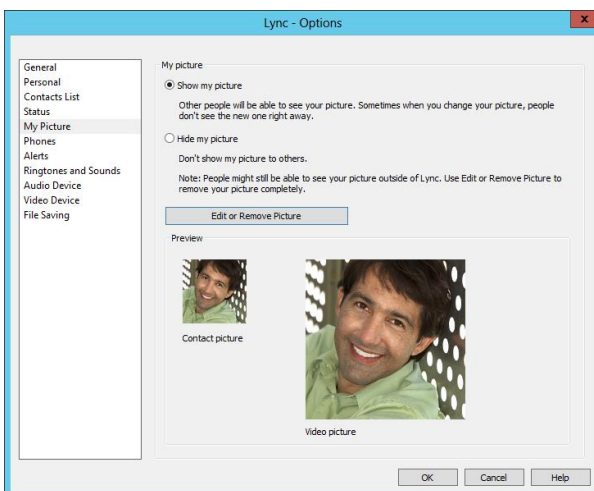 Lync - Options
x
General
Personal
Contacts List
Status
My Picture
Phones
Alerts
Ringtones and Sounds
Audio Device
Video Device
File Saving
My picture
Show my picture
Other people will be able to see your picture. Sometimes when you change your picture, people
don't see the new one right away.
Hide my picture
Don't show my picture to others.
Note: People might still be able to see your picture outside of Lync. Use Edit or Remove Picture to
remove your picture completely.
Edit or Remove Picture
Preview
Contact picture
Video picture
OK
Cancel
Help